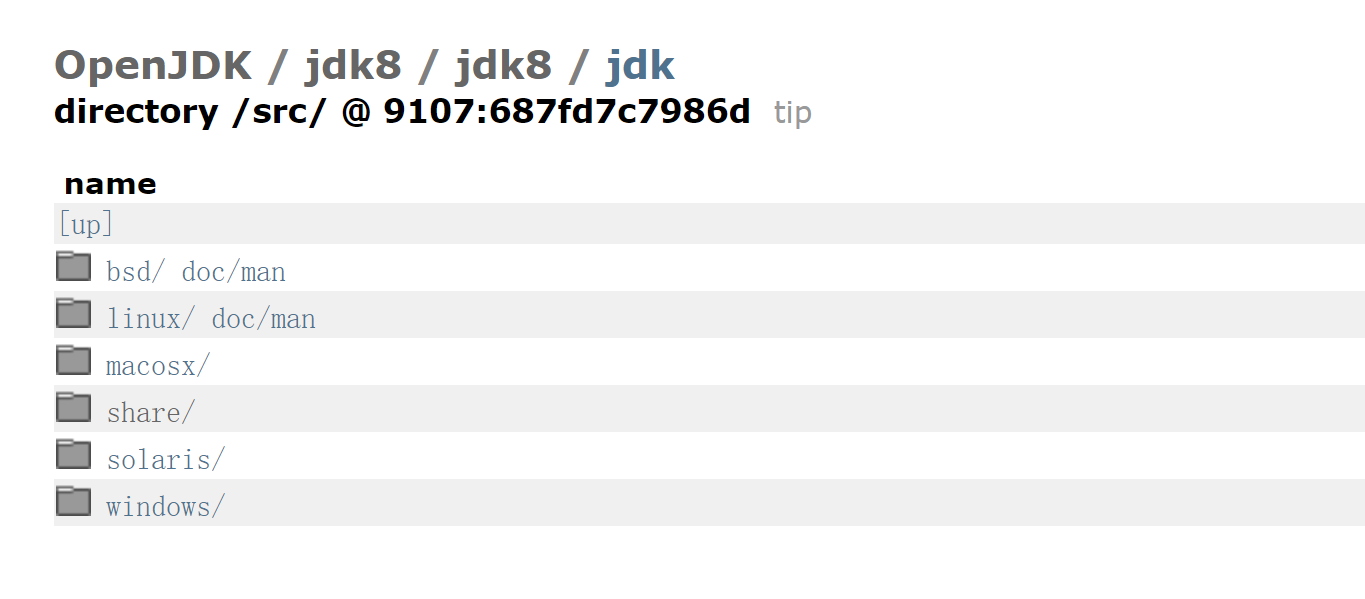 OpenJDK / jdk8 / jdk8 / jdk
directory /src/ @ 9107:687fd7c7986d tip
name
[up]
bsd/ doc/man
linux/ doc/man
macosx/
share/
solaris/
windows/